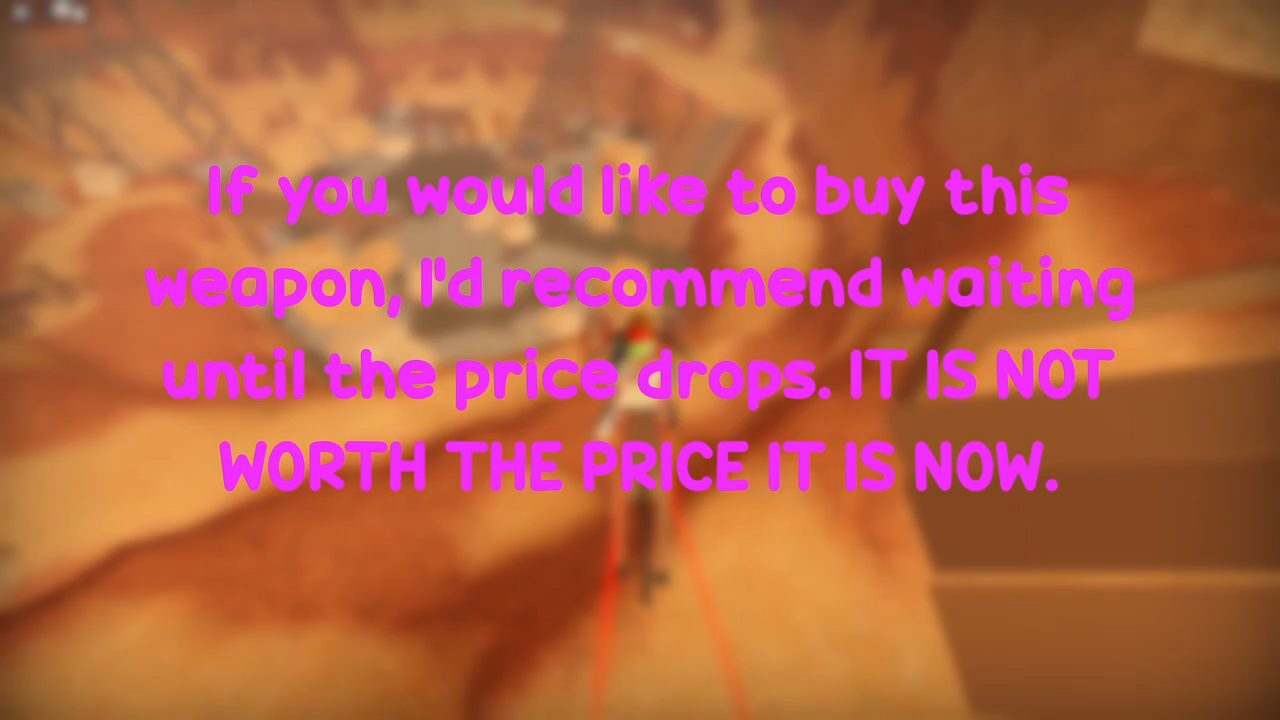 If you would like to buy this
weapon, I'd recommend waiting
until the price drops. IT IS NOT
WORTH THE PRICE IT IS NOW.